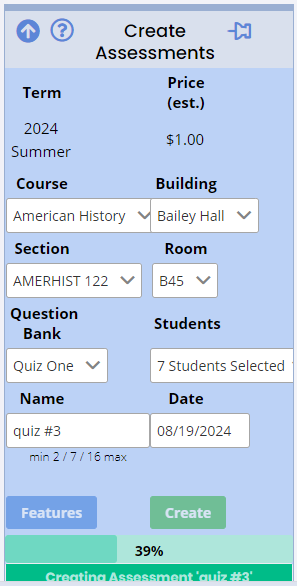 Create
Assessments
Term
Price
(est.)
2024
Summer
$1.00
Course
Building
American History
Bailey Hall
Section
Room
AMERHIST 122
B45
Question
Bank
Students
Quiz One
7 Students Selected
Name
Date
quiz #3
08/19/2024
min 2 / 7 / 16 max
Features
Create
39%
Creating Assessment 'quiz #3'